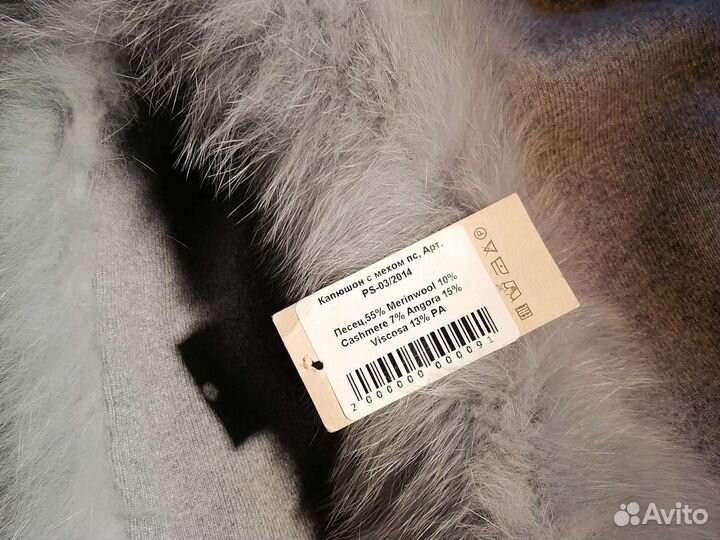 Капюшон с мехом пс, Арт.
PS-03/2014
Песец,55% Merinwool 10%
Cashmere 7% Angora 15%
Viscosa 13% PA
2 000000 000091
P
Avito